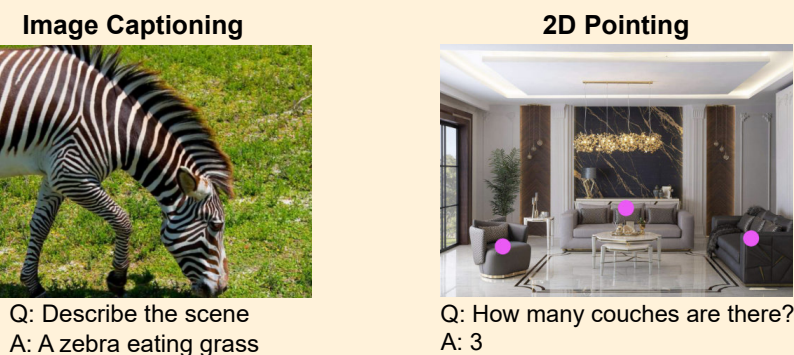 Image Captioning
2D Pointing
Q: Describe the scene
A: A zebra eating grass
Q: How many couches are there?
A: 3